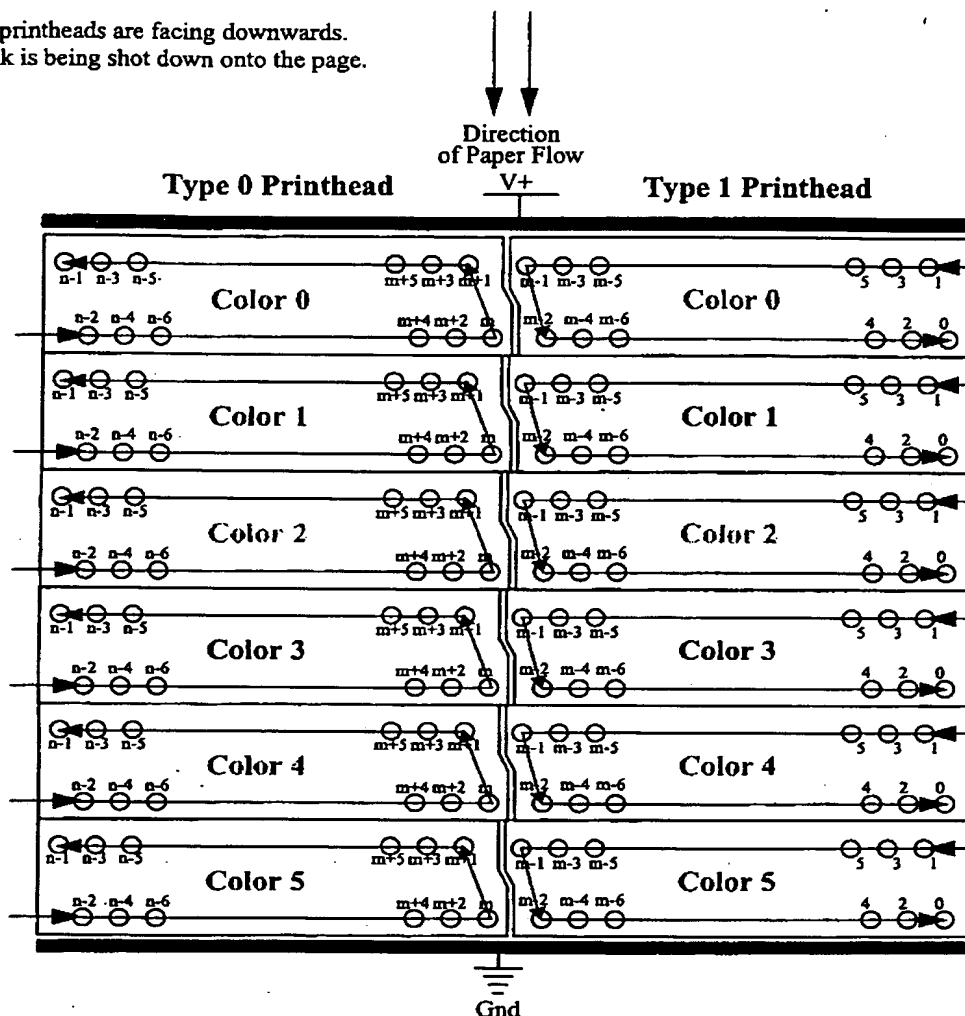 printheads are facing downwards.
k is being shot down onto the page.
Direction
of Paper Flow
Type 0 Printhead
V+
Type 1 Printhead
n-1 n-3 n-5 m+5 m+3 m+1 m-1 m-3 m-5 5 3 1
Color 0 Color 0
n-2 n-4 n-6 m+4 m+2 m m-2 m-4 m-6 4 2 0
n-1 n-3 n-5 m+5 m+3 m+1 m-1 m-3 m-5 5 3 1
Color 1 Color 1
n-2 n-4 n-6 m+4 m+2 m m-2 m-4 m-6 4 2 0
n-1 n-3 n-5 m+5 m+3 m+1 m-1 m-3 m-5 5 3 1
Color 2 Color 2
n-2 n-4 n-6 m+4 m+2 m m-2 m-4 m-6 4 2 0
n-1 n-3 n-5 m+5 m+3 m+1 m-1 m-3 m-5 5 3 1
Color 3 Color 3
n-2 n-4 n-6 m+4 m+2 m m-2 m-4 m-6 4 2 0
n-1 n-3 n-5 m+5 m+3 m+1 m-1 m-3 m-5 5 3 1
Color 4 Color 4
n-2 n-4 n-6 m+4 m+2 m m-2 m-4 m-6 4 2 0
n-1 n-3 n-5 m+5 m+3 m+1 m-1 m-3 m-5 5 3 1
Color 5 Color 5
n-2 n-4 n-6 m+4 m+2 m m-2 m-4 m-6 4 2 0
Gnd